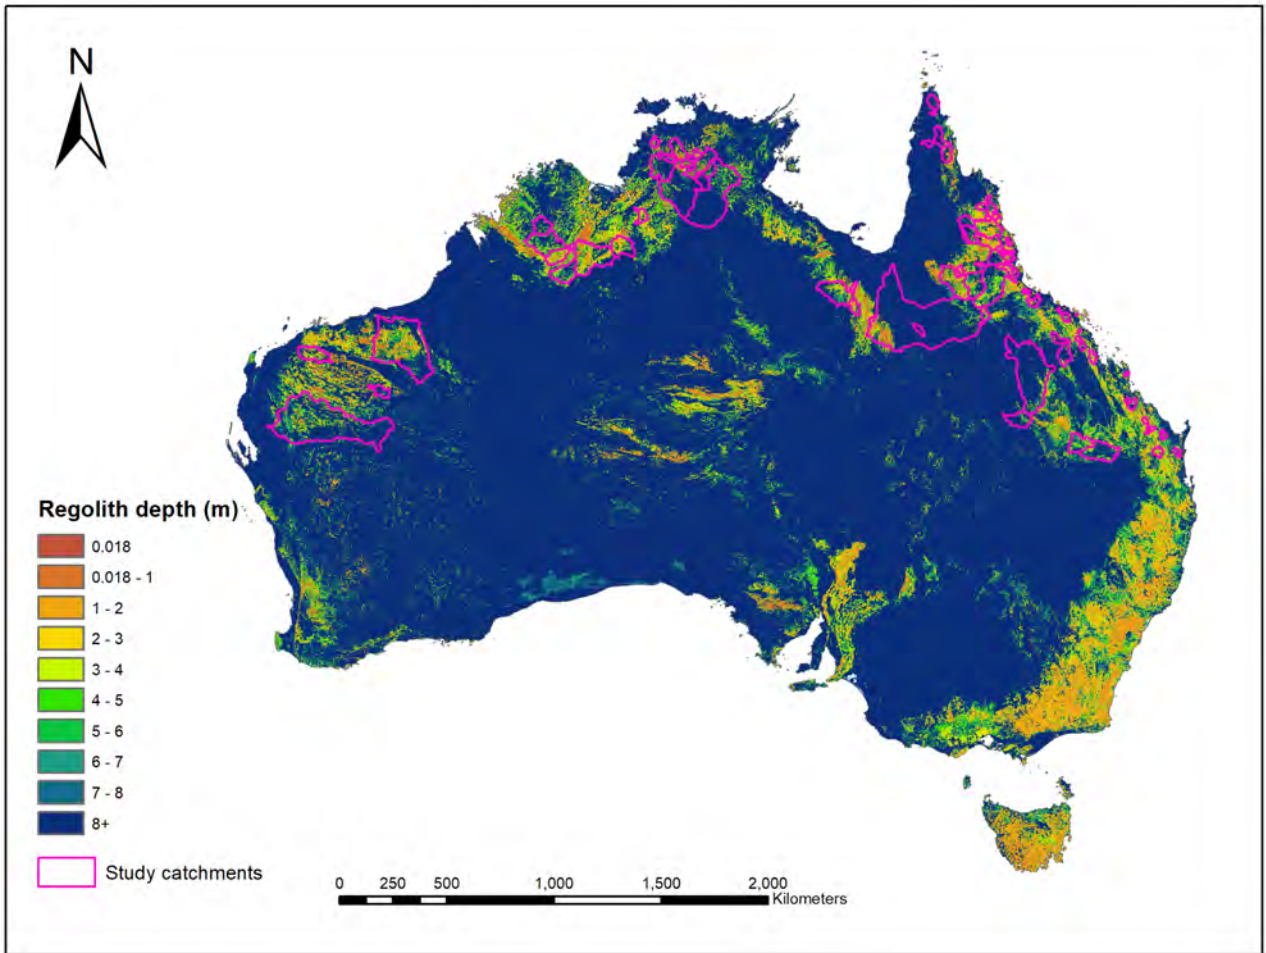 N
Regolith depth (m)
0.018
0.018 - 1
1 - 2
2 - 3
3 - 4
4 - 5
5 - 6
6 - 7
7 - 8
8+
Study catchments
0 250 500 1,000 1,500 2,000
Kilometers